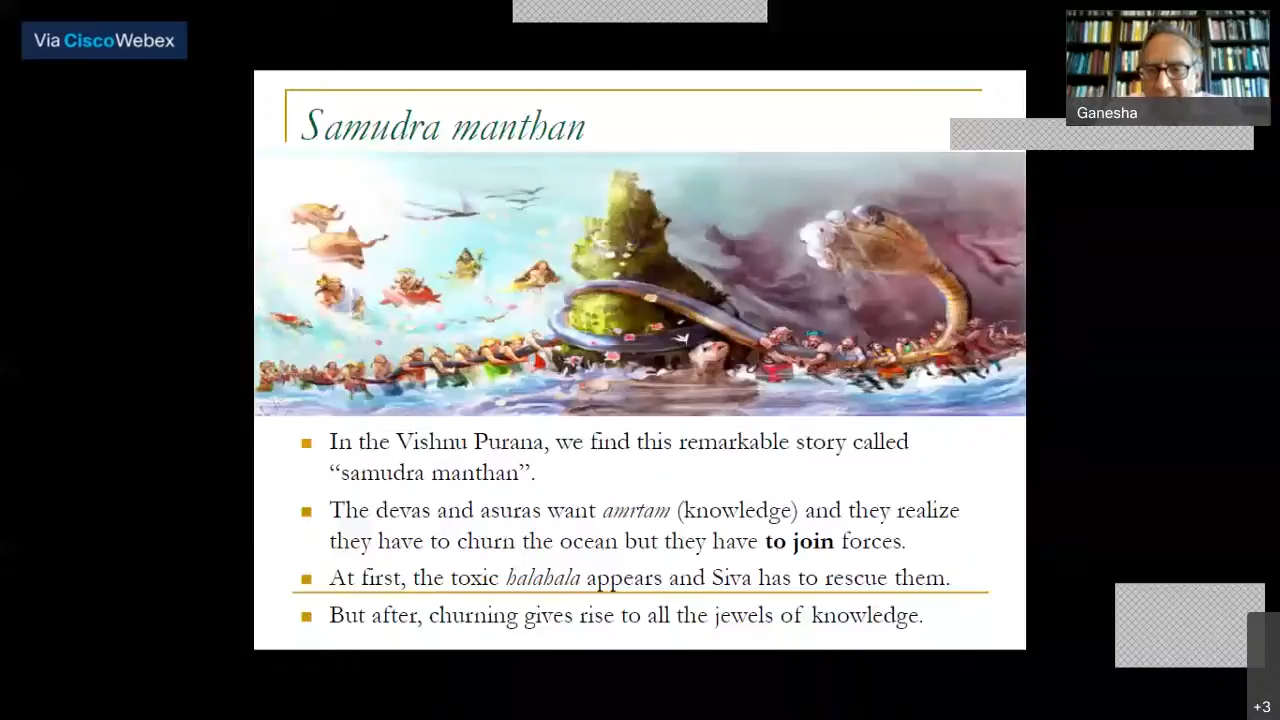 Via Cisco Webex
Ganesha
Samudra manthan
In the Vishnu Purana, we find this remarkable story called
“samudra manthan”.
The devas and asuras want amrtam (knowledge) and they realize
they have to churn the ocean but they have to join forces.
At first, the toxic halahala appears and Siva has to rescue them.
But after, churning gives rise to all the jewels of knowledge.
+3